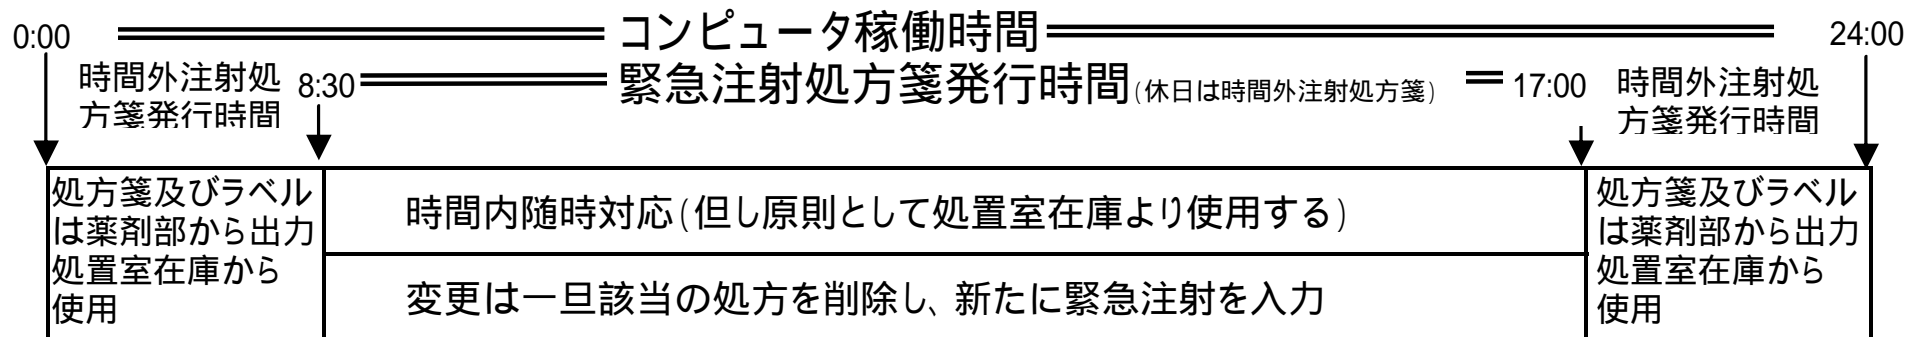 0:00 コンピュータ稼働時間 24:00
時間外注射処
方箋発行時間
8:30 緊急注射処方箋発行時間(休日は時間外注射処方箋) 17:00
時間外注射処
方箋発行時間
処方箋及びラベル
は薬剤部から出力
処置室在庫から
使用
時間内随時対応(但し原則として処置室在庫より使用する)
変更は一旦該当の処方を削除し、新たに緊急注射を入力
処方箋及びラベル
は薬剤部から出力
処置室在庫から
使用